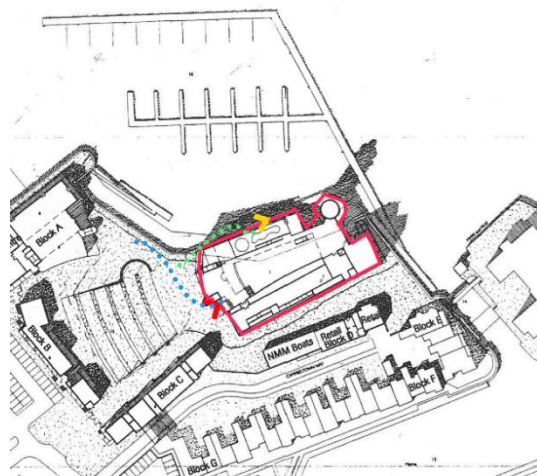 Block A
Block B
Block C
NMM Boats
Retail
Block D
Retail
Block E
Block F
Block G